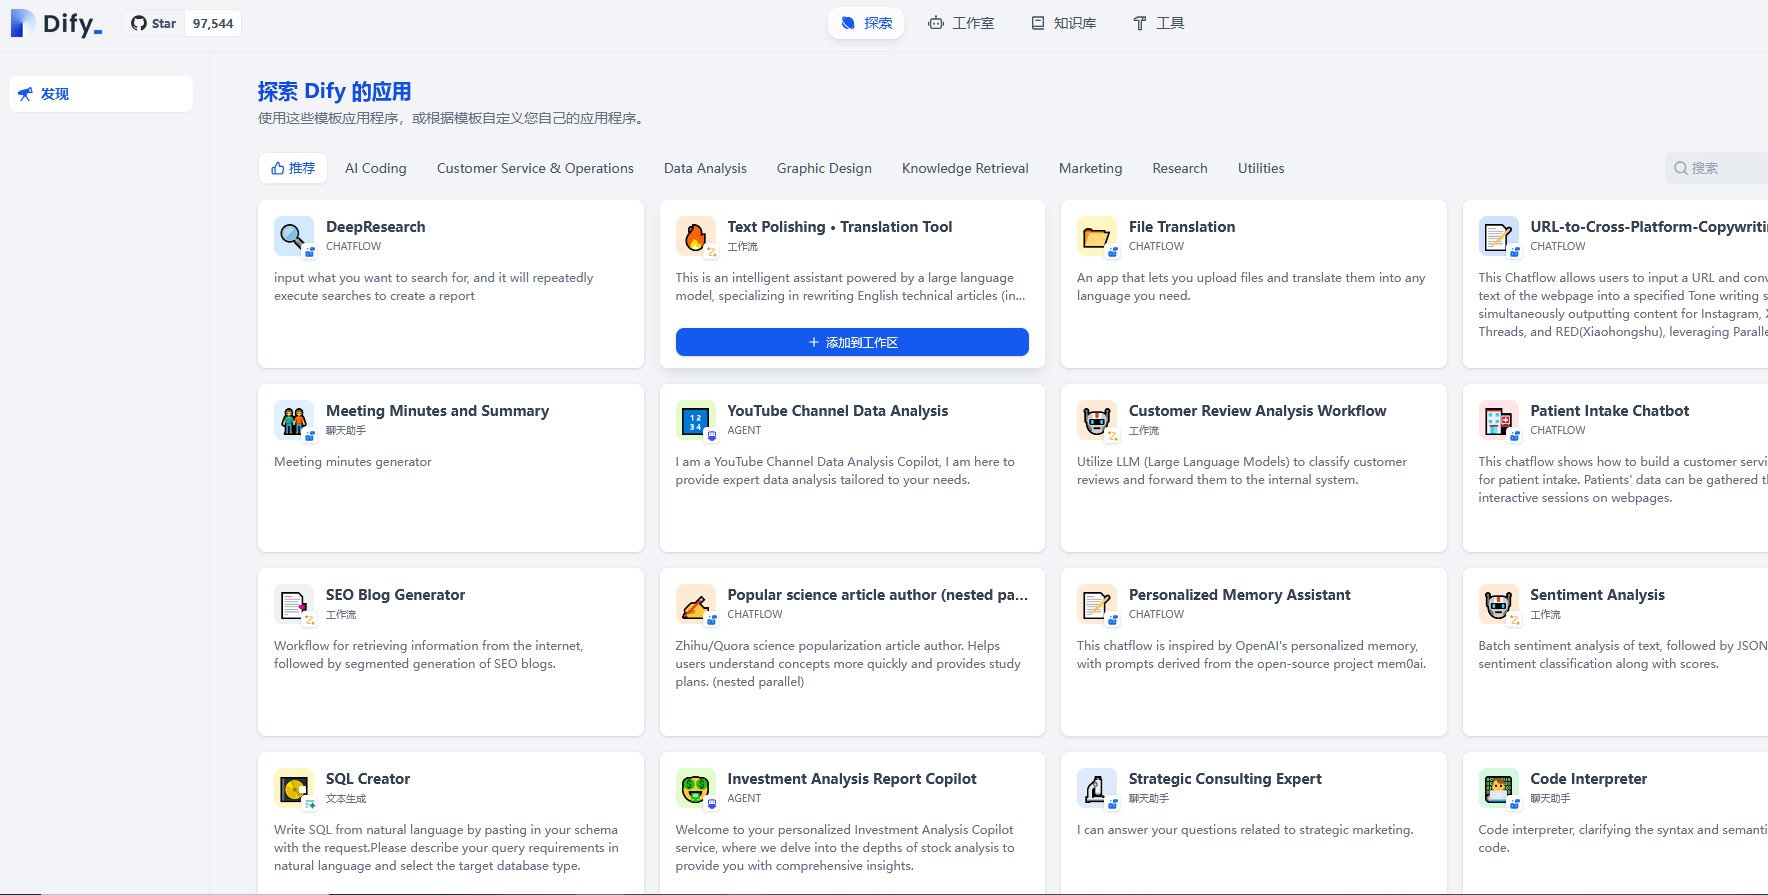 Dify_
Star 97,544
探索
工作室
知识库
工具
发现
探索 Dify 的应用
使用这些模板应用程序，或根据模板自定义您自己的应用程序。
推荐 AI Coding Customer Service & Operations Data Analysis Graphic Design Knowledge Retrieval Marketing Research Utilities
搜索
DeepResearch
CHATFLOW
input what you want to search for, and it will repeatedly
execute searches to create a report
Text Polishing • Translation Tool
工作流
This is an intelligent assistant powered by a large language
model, specializing in rewriting English technical articles (in...
添加到工作区
File Translation
CHATFLOW
An app that lets you upload files and translate them into any
language you need.
URL-to-Cross-Platform-Copywriti
CHATFLOW
This Chatflow allows users to input a URL and conv
text of the webpage into a specified Tone writing s
simultaneously outputting content for Instagram, X
Threads, and RED(Xiaohongshu), leveraging Paralle
Meeting Minutes and Summary
聊天助手
Meeting minutes generator
YouTube Channel Data Analysis
AGENT
I am a YouTube Channel Data Analysis Copilot, I am here to
provide expert data analysis tailored to your needs.
Customer Review Analysis Workflow
工作流
Utilize LLM (Large Language Models) to classify customer
reviews and forward them to the internal system.
Patient Intake Chatbot
CHATFLOW
This chatflow shows how to build a customer servi
for patient intake. Patients' data can be gathered t
interactive sessions on webpages.
SEO Blog Generator
工作流
Workflow for retrieving information from the internet,
followed by segmented generation of SEO blogs.
Popular science article author (nested pa...
CHATFLOW
Zhihu/Quora science popularization article author. Helps
users understand concepts more quickly and provides study
plans. (nested parallel)
Personalized Memory Assistant
CHATFLOW
This chatflow is inspired by OpenAI's personalized memory,
with prompts derived from the open-source project mem0ai.
Sentiment Analysis
工作流
Batch sentiment analysis of text, followed by JSON
sentiment classification along with scores.
SQL Creator
文本生成
Write SQL from natural language by pasting in your schema
with the request.Please describe your query requirements in
natural language and select the target database type.
Investment Analysis Report Copilot
AGENT
Welcome to your personalized Investment Analysis Copilot
service, where we delve into the depths of stock analysis to
provide you with comprehensive insights.
Strategic Consulting Expert
聊天助手
I can answer your questions related to strategic marketing.
Code Interpreter
聊天助手
Code interpreter, clarifying the syntax and semanti
code.